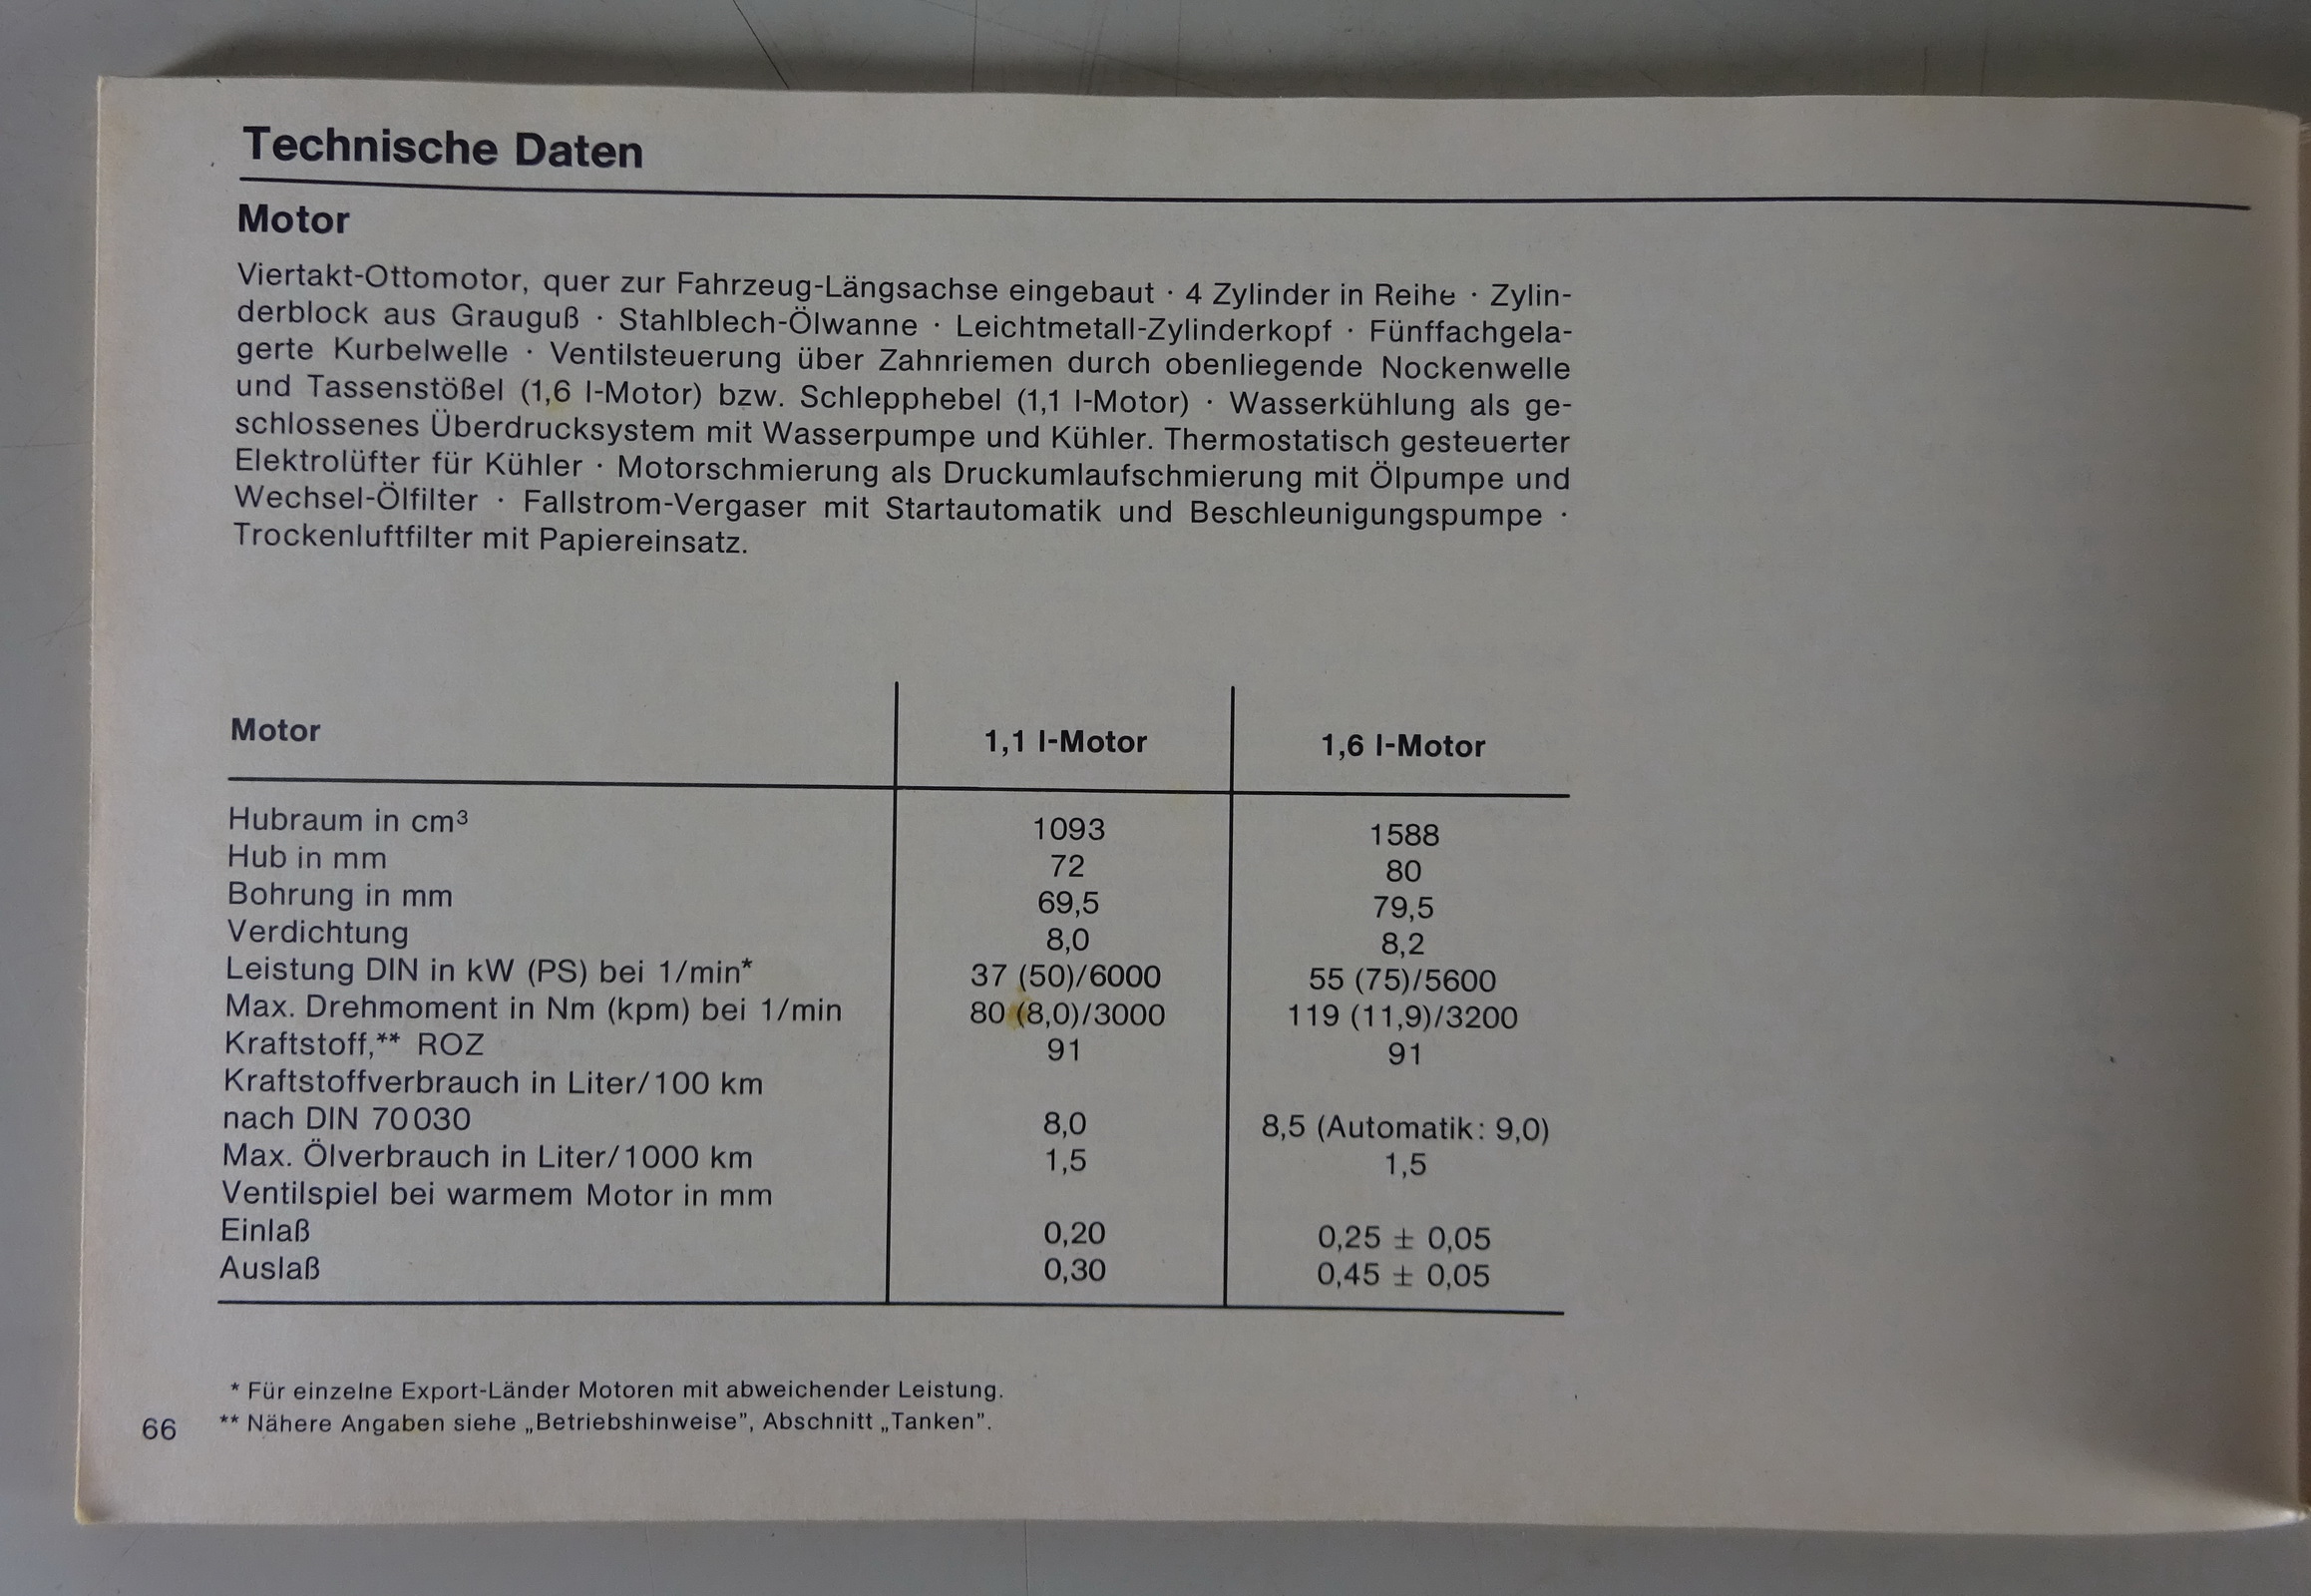 Technische Daten
Motor
Viertakt-Ottomotor, quer zur Fahrzeug-Längsachse eingebaut · 4 Zylinder in Reihe · Zylin-
derblock aus Grauguß · Stahlblech-Ölwanne · Leichtmetall-Zylinderkopf · Fünffachgela-
gerte Kurbelwelle · Ventilsteuerung über Zahnriemen durch obenliegende Nockenwelle
und Tassenstößel (1,6 l-Motor) bzw. Schlepphebel (1,1 l-Motor) · Wasserkühlung als ge-
schlossenes Überdrucksystem mit Wasserpumpe und Kühler. Thermostatisch gesteuerter
Elektrolüfter für Kühler · Motorschmierung als Druckumlaufschmierung mit Ölpumpe und
Wechsel-Ölfilter · Fallstrom-Vergaser mit Startautomatik und Beschleunigungspumpe ·
Trockenluftfilter mit Papiereinsatz.
Motor 1,1 l-Motor 1,6 l-Motor
Hubraum in cm³ 1093 1588
Hub in mm 72 80
Bohrung in mm 69,5 79,5
Verdichtung 8,0 8,2
Leistung DIN in kW (PS) bei 1/min* 37 (50)/6000 55 (75)/5600
Max. Drehmoment in Nm (kpm) bei 1/min 80 (8,0)/3000 119 (11,9)/3200
Kraftstoff,** ROZ 91 91
Kraftstoffverbrauch in Liter/100 km
nach DIN 70030 8,0 8,5 (Automatik: 9,0)
Max. Ölverbrauch in Liter/1000 km 1,5 1,5
Ventilspiel bei warmem Motor in mm
Einlaß 0,20 0,25 ± 0,05
Auslaß 0,30 0,45 ± 0,05
* Für einzelne Export-Länder Motoren mit abweichender Leistung.
** Nähere Angaben siehe „Betriebshinweise”, Abschnitt „Tanken”.
66